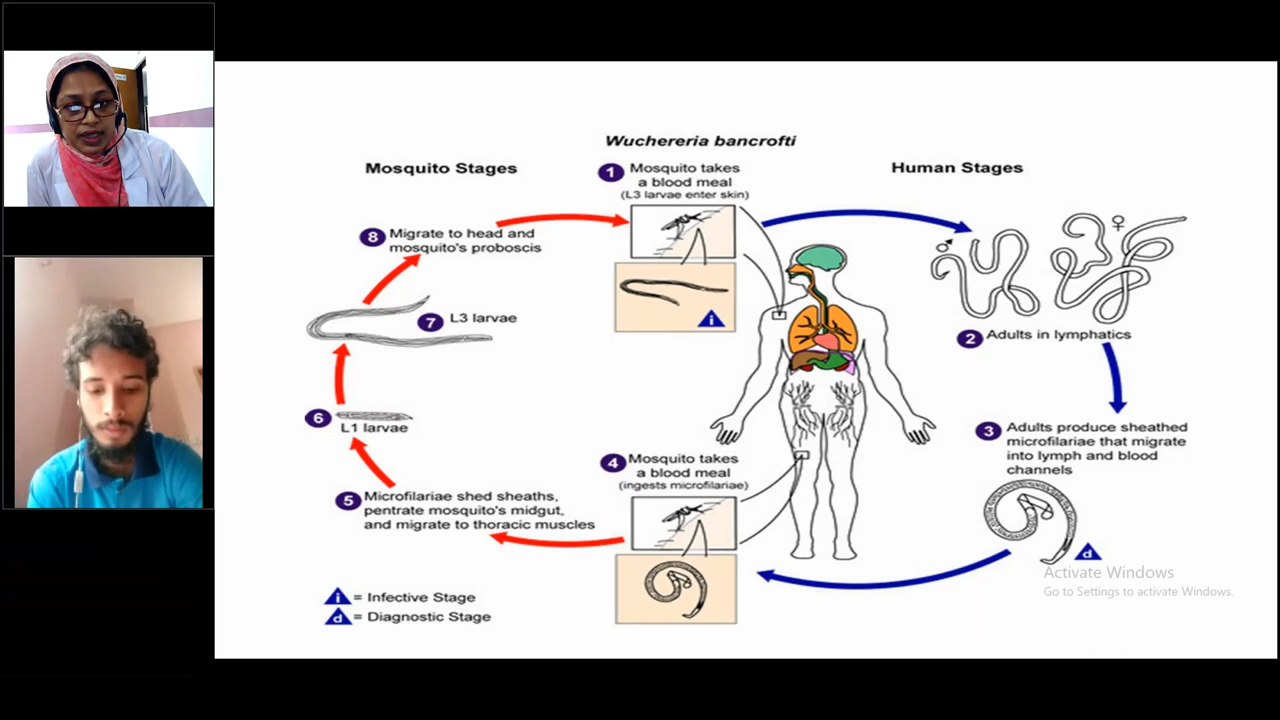 Wuchereria bancrofti
Mosquito Stages
Human Stages
1 Mosquito takes
a blood meal
(L3 larvae enter skin)
i
♂
♀
2 Adults in lymphatics
3 Adults produce sheathed
microfilariae that migrate
into lymph and blood
channels
d
4 Mosquito takes
a blood meal
(ingests microfilariae)
5 Microfilariae shed sheaths,
pentrate mosquito's midgut,
and migrate to thoracic muscles
6
L1 larvae
7 L3 larvae
8 Migrate to head and
mosquito's proboscis
i = Infective Stage
d = Diagnostic Stage
Activate Windows
Go to Settings to activate Windows.